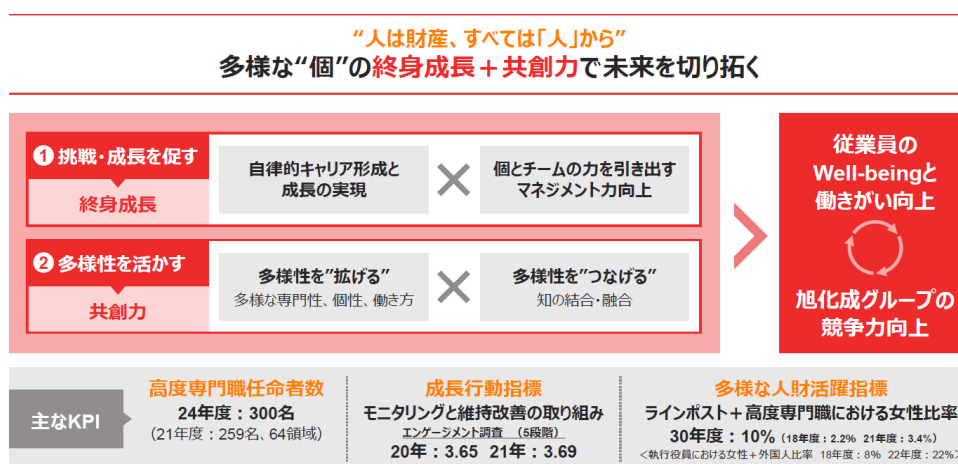 “人は財産、すべては「人」から”
多様な“個”の終身成長＋共創力で未来を切り拓く
① 挑戦・成長を促す
終身成長
自律的キャリア形成と
成長の実現
×
個とチームの力を引き出す
マネジメント力向上
② 多様性を活かす
共創力
多様性を”拡げる”
多様な専門性、個性、働き方
×
多様性を”つなげる”
知の結合・融合
従業員の
Well-beingと
働きがい向上
旭化成グループの
競争力向上
主なKPI
高度専門職任命者数
24年度：300名
（21年度：259名、64領域）
成長行動指標
モニタリングと維持改善の取り組み
エンゲージメント調査　（5段階）
20年：3.65 21年：3.69
多様な人財活躍指標
ラインポスト＋高度専門職における女性比率
30年度：10%（18年度：2.2% 21年度：3.4%）
＜執行役員における女性＋外国人比率 18年度：8% 22年度：22%＞